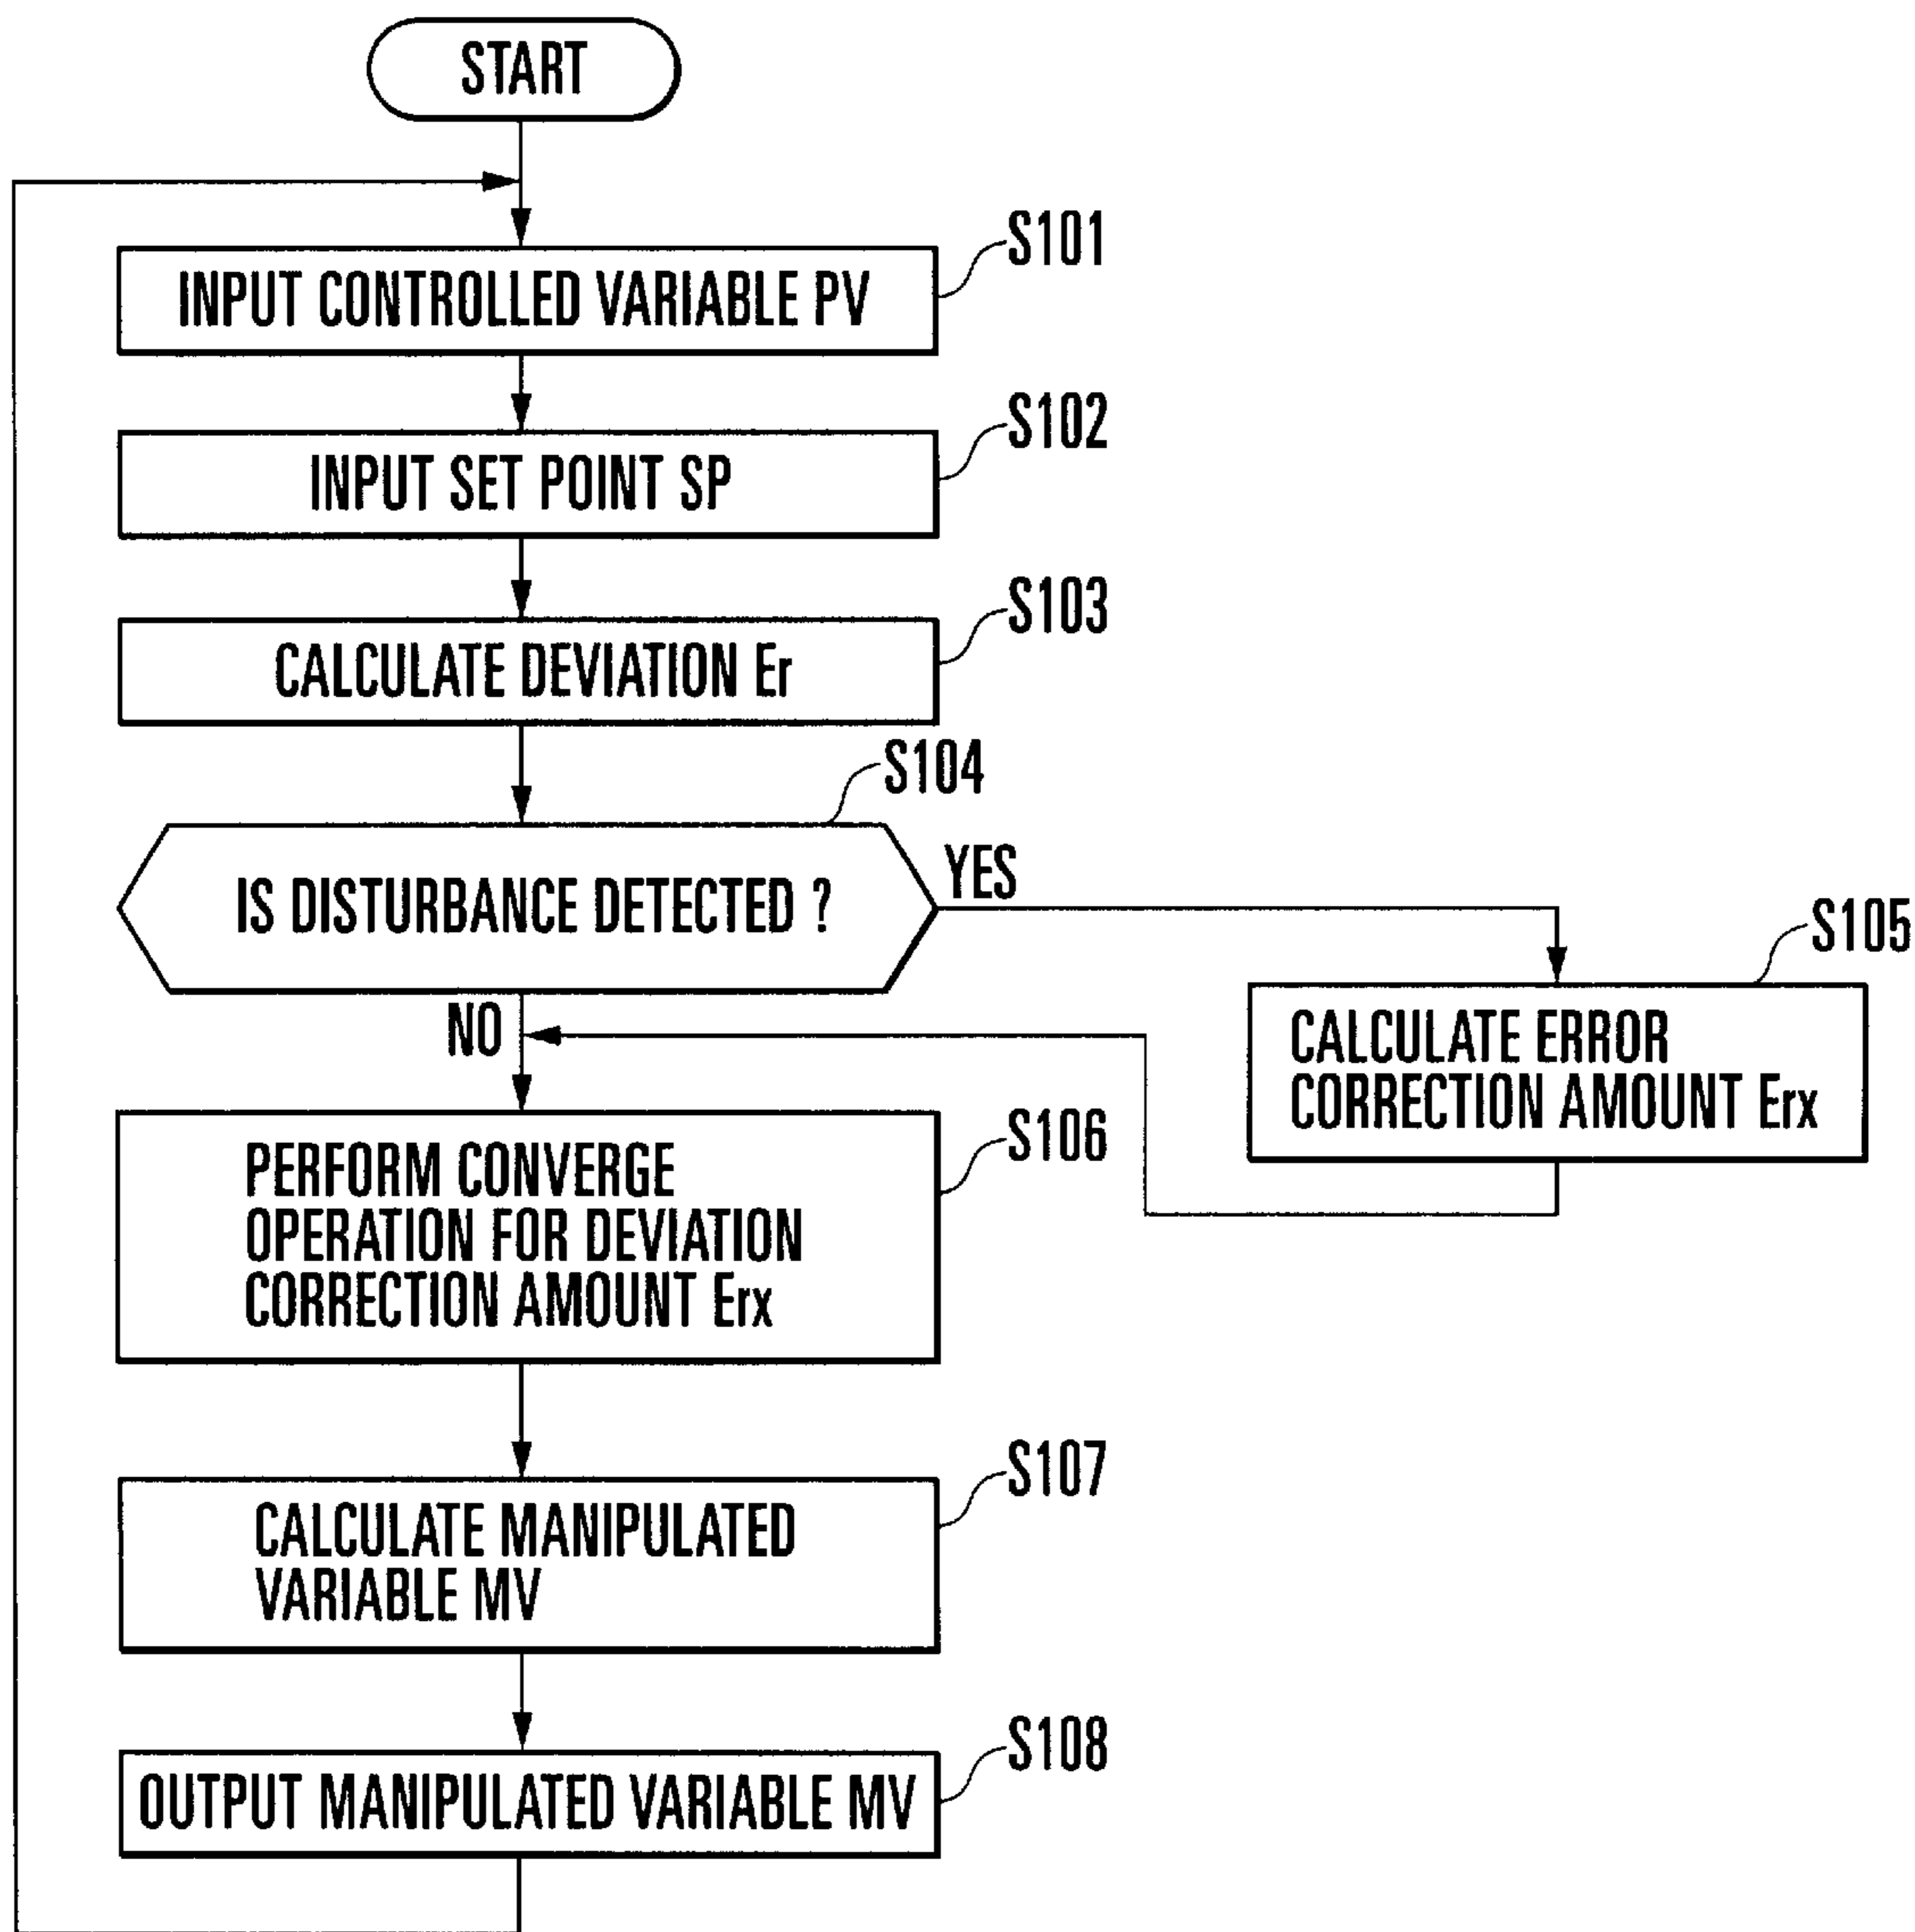 START
S101
INPUT CONTROLLED VARIABLE PV
S102
INPUT SET POINT SP
S103
CALCULATE DEVIATION Er
S104
IS DISTURBANCE DETECTED ?
YES
NO
S105
CALCULATE ERROR
CORRECTION AMOUNT Erx
S106
PERFORM CONVERGE
OPERATION FOR DEVIATION
CORRECTION AMOUNT Erx
S107
CALCULATE MANIPULATED
VARIABLE MV
S108
OUTPUT MANIPULATED VARIABLE MV